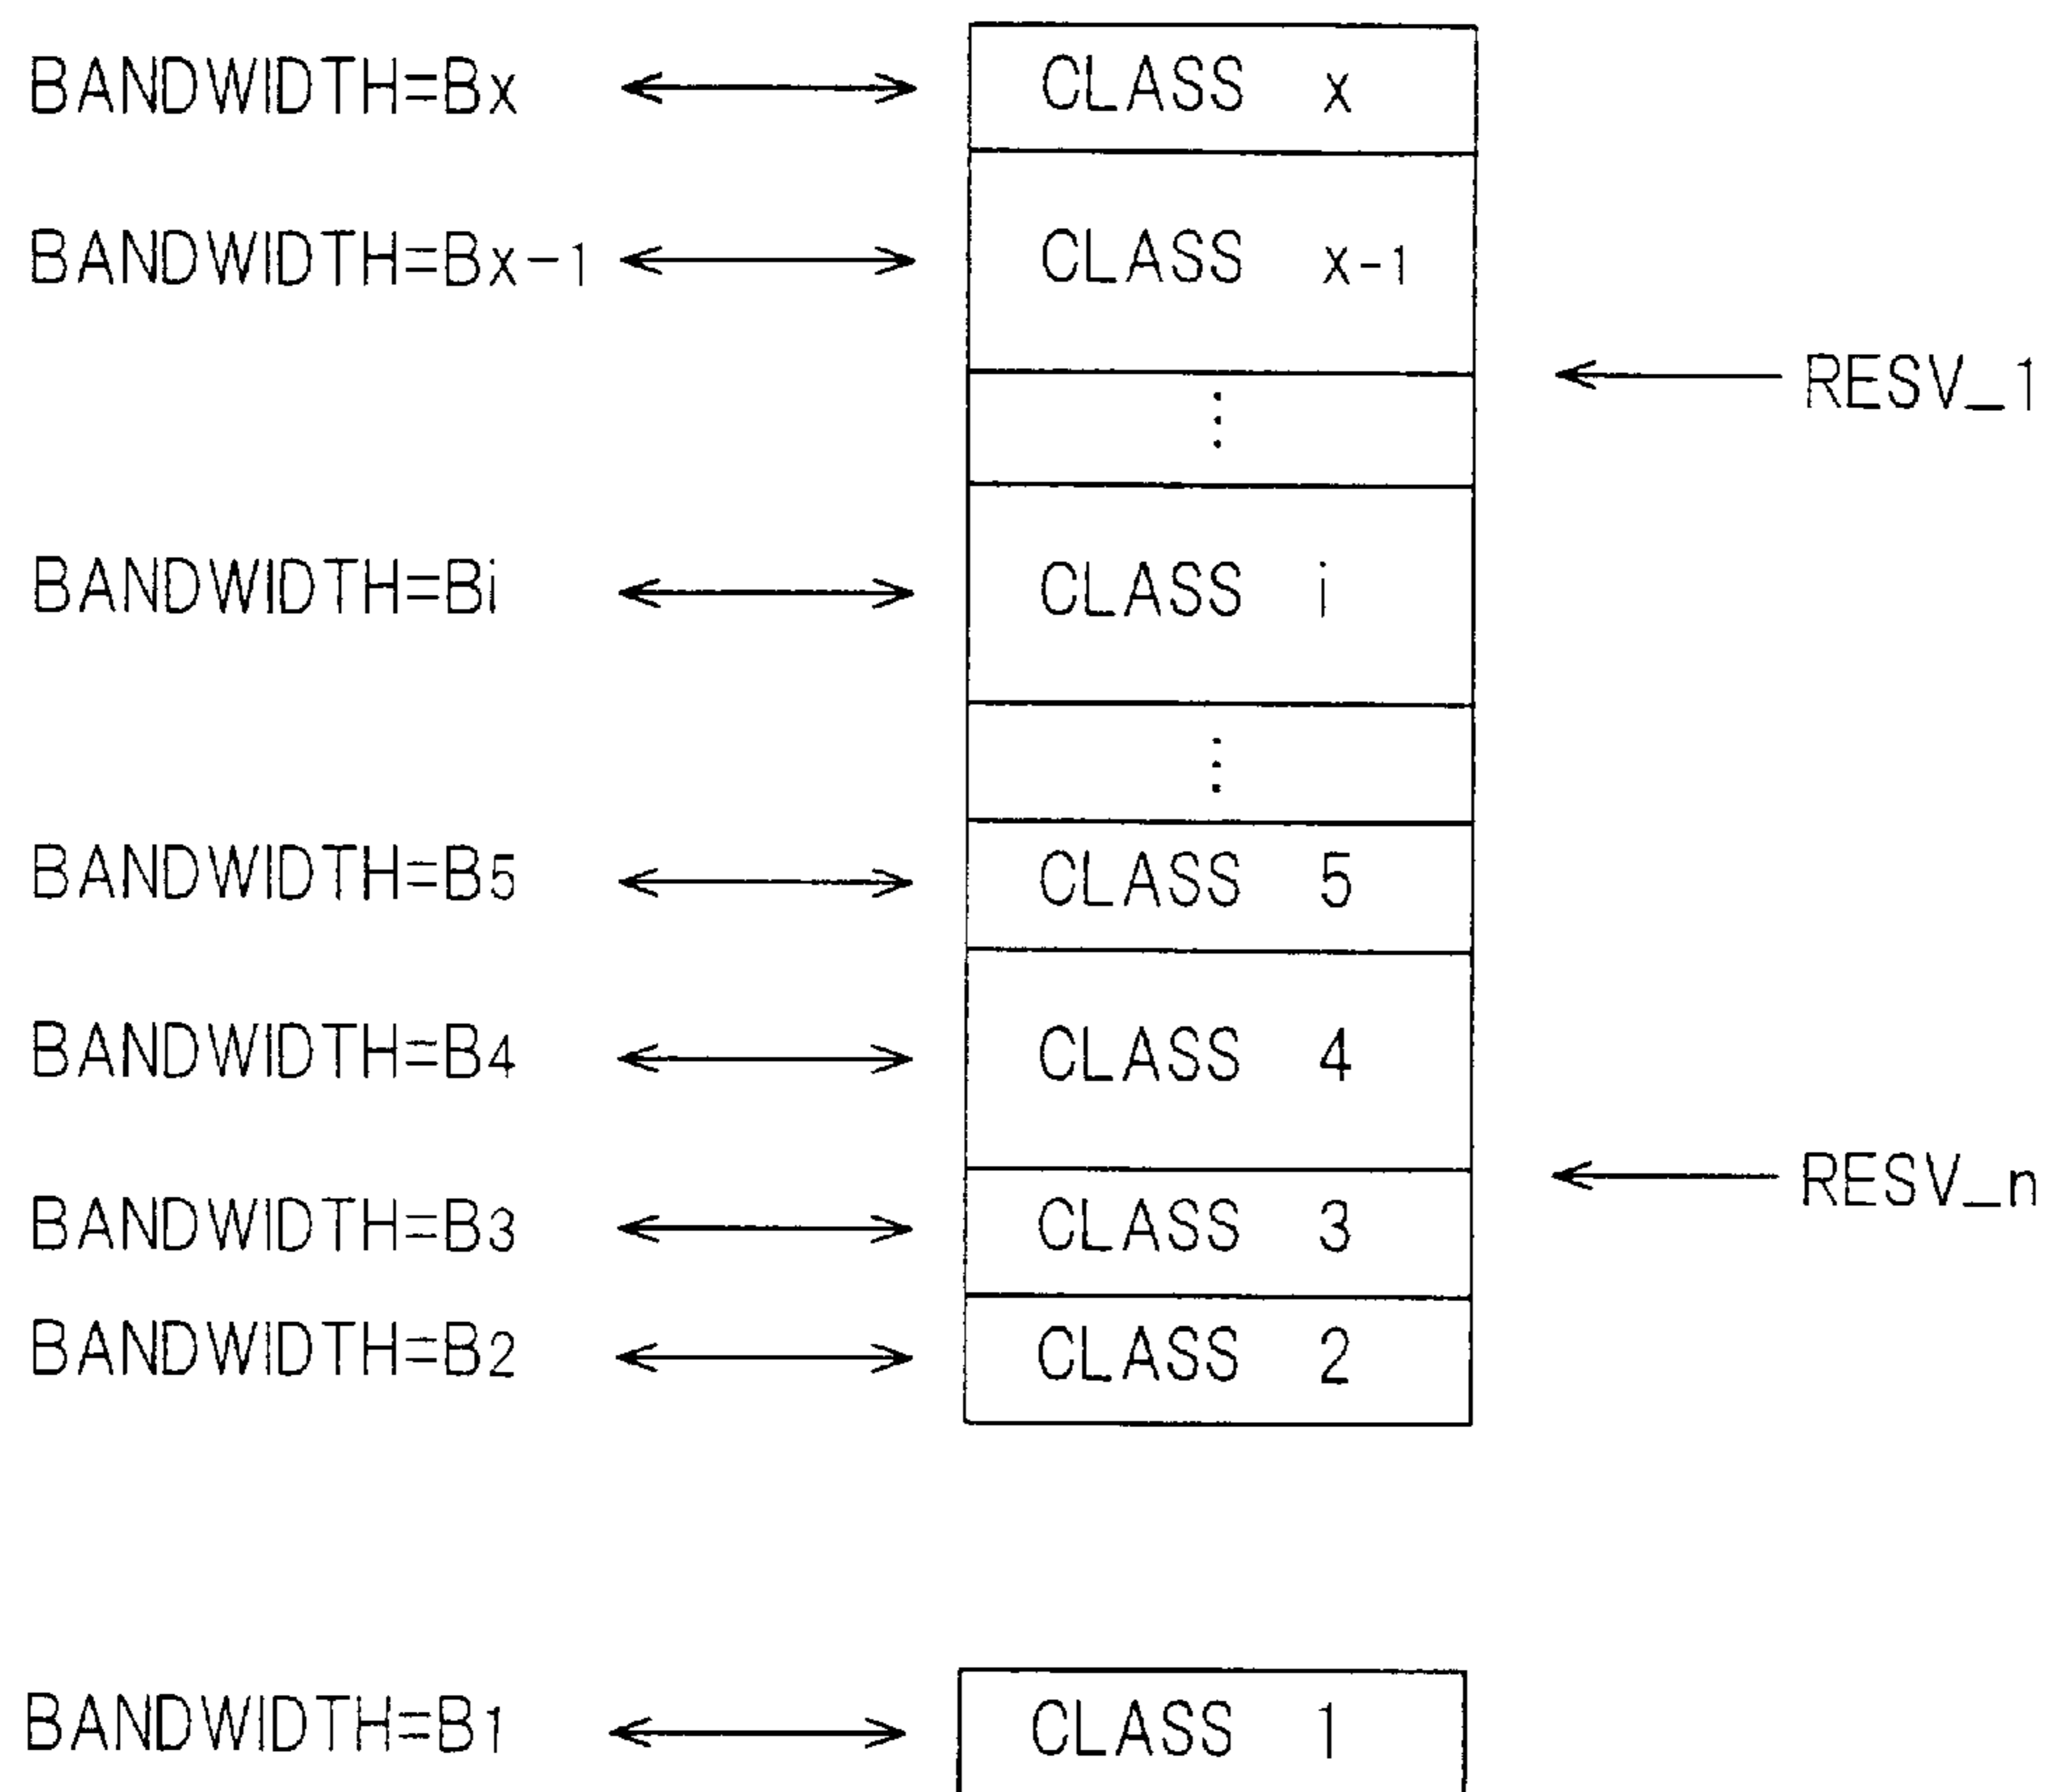 BANDWIDTH=Bx CLASS x
BANDWIDTH=Bx-1 CLASS x-1
RESV_1
⋮
BANDWIDTH=Bi CLASS i
⋮
BANDWIDTH=B5 CLASS 5
BANDWIDTH=B4 CLASS 4
RESV_n
BANDWIDTH=B3 CLASS 3
BANDWIDTH=B2 CLASS 2
BANDWIDTH=B1 CLASS 1